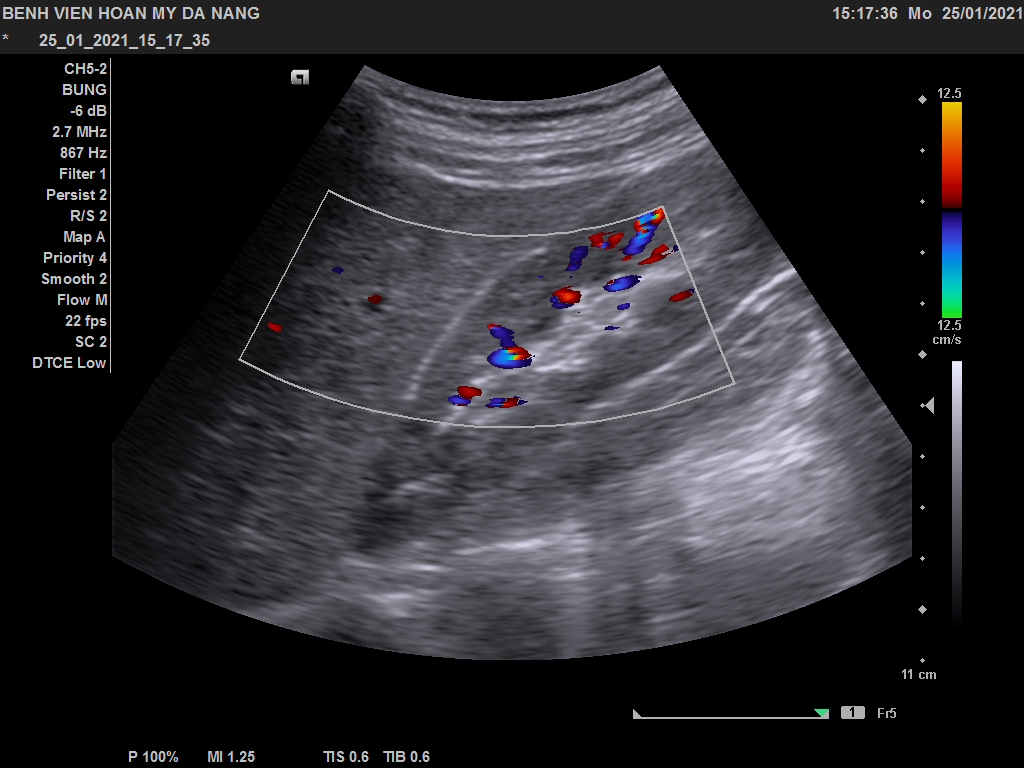 BENH VIEN HOAN MY DA NANG
15:17:36 Mo 25/01/2021
* 25_01_2021_15_17_35
CH5-2
BUNG
-6 dB
2.7 MHz
867 Hz
Filter 1
Persist 2
R/S 2
Map A
Priority 4
Smooth 2
Flow M
22 fps
SC 2
DTCE Low
12.5
12.5
cm/s
11 cm
1 Fr5
P 100% MI 1.25 TIS 0.6 TIB 0.6